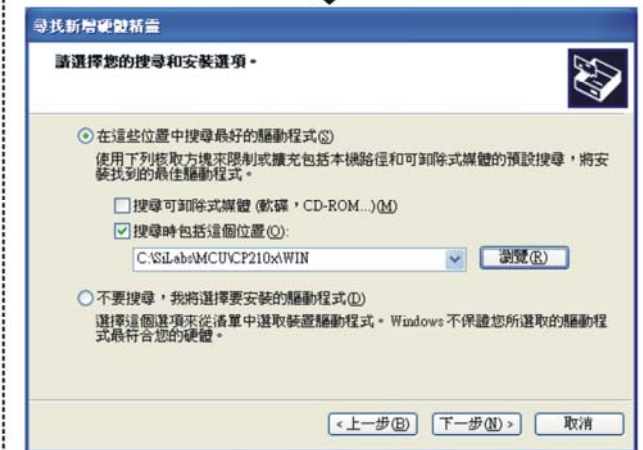 尋找新增硬體精靈
請選擇您的搜尋和安裝選項。
在這些位置中搜尋最好的驅動程式(S)
使用下列核取方塊來限制或擴充包括本機路徑和可卸除式媒體的預設搜尋,將安
裝找到的最佳驅動程式。
搜尋可卸除式媒體 (軟碟,CD-ROM...)(M)
搜尋時包括這個位置(O):
C:\SiLabs\MCU\CP210x\WIN
瀏覽(R)
不要搜尋,我將選擇要安裝的驅動程式(D)
選擇這個選項來從清單中選取裝置驅動程式。Windows 不保證您所選取的驅動程
式最符合您的硬體。
<上一步(B)
下一步(N)>
取消